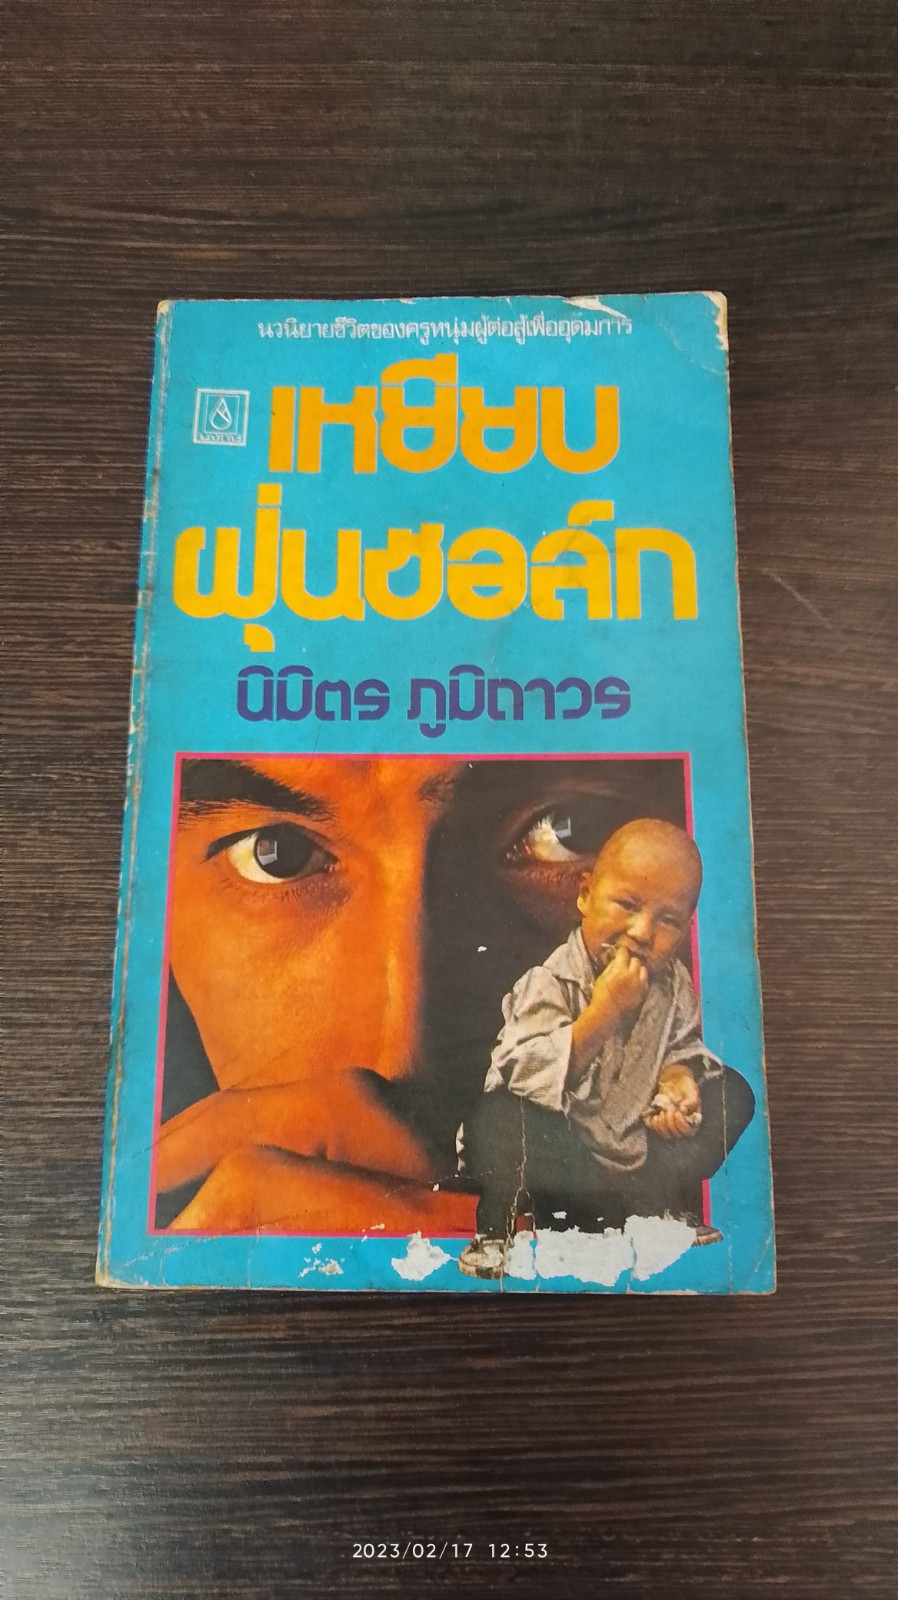 นวนิยายชีวิตของครูหนุ่มผู้ต่อสู้เพื่ออุดมการ
เหยียบ
ฝุ่นชอล์ก
นิมิตร ภูมิถาวร
2023/02/17 12:53